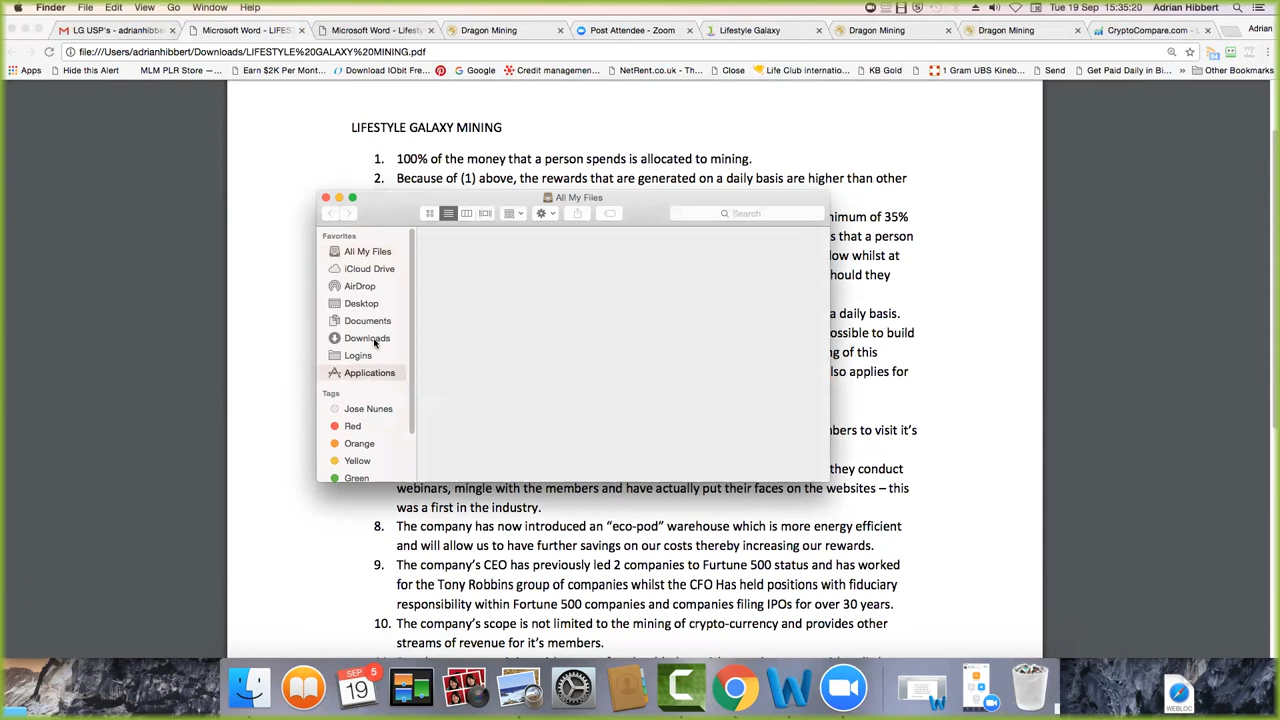 Finder File Edit View Go Window Help Tue 19 Sep 15:35:20 Adrian Hibbert
LG USP's - adrianhibbert Microsoft Word - LIFEST Microsoft Word - Lifesty Dragon Mining Post Attendee - Zoom Lifestyle Galaxy Dragon Mining Dragon Mining CryptoCompare.com - L Adrian
file:///Users/adrianhibbert/Downloads/LIFESTYLE%20GALAXY%20MINING.pdf
Apps Hide this Alert MLM PLR Store —... Earn $2K Per Mont... Download IObit Fre... Google Credit managemen... NetRent.co.uk - Th... Close Life Club internatio... KB Gold 1 Gram UBS Kineb... Send Get Paid Daily in Bi... Other Bookmarks
LIFESTYLE GALAXY MINING
1. 100% of the money that a person spends is allocated to mining.
2. Because of (1) above, the rewards that are generated on a daily basis are higher than other
All My Files
Search
nimum of 35%
s that a person
low whilst at
hould they
a daily basis.
ossible to build
ng of this
lso applies for
mbers to visit it's
they conduct
Favorites
All My Files
iCloud Drive
AirDrop
Desktop
Documents
Downloads
Logins
Applications
Tags
Jose Nunes
Red
Orange
Yellow
Green
webinars, mingle with the members and have actually put their faces on the websites – this
was a first in the industry.
8. The company has now introduced an “eco-pod” warehouse which is more energy efficient
and will allow us to have further savings on our costs thereby increasing our rewards.
9. The company's CEO has previously led 2 companies to Furtune 500 status and has worked
for the Tony Robbins group of companies whilst the CFO Has held positions with fiduciary
responsibility within Fortune 500 companies and companies filing IPOs for over 30 years.
10. The company's scope is not limited to the mining of crypto-currency and provides other
streams of revenue for it's members.
SEP 5
19
WEBLOC